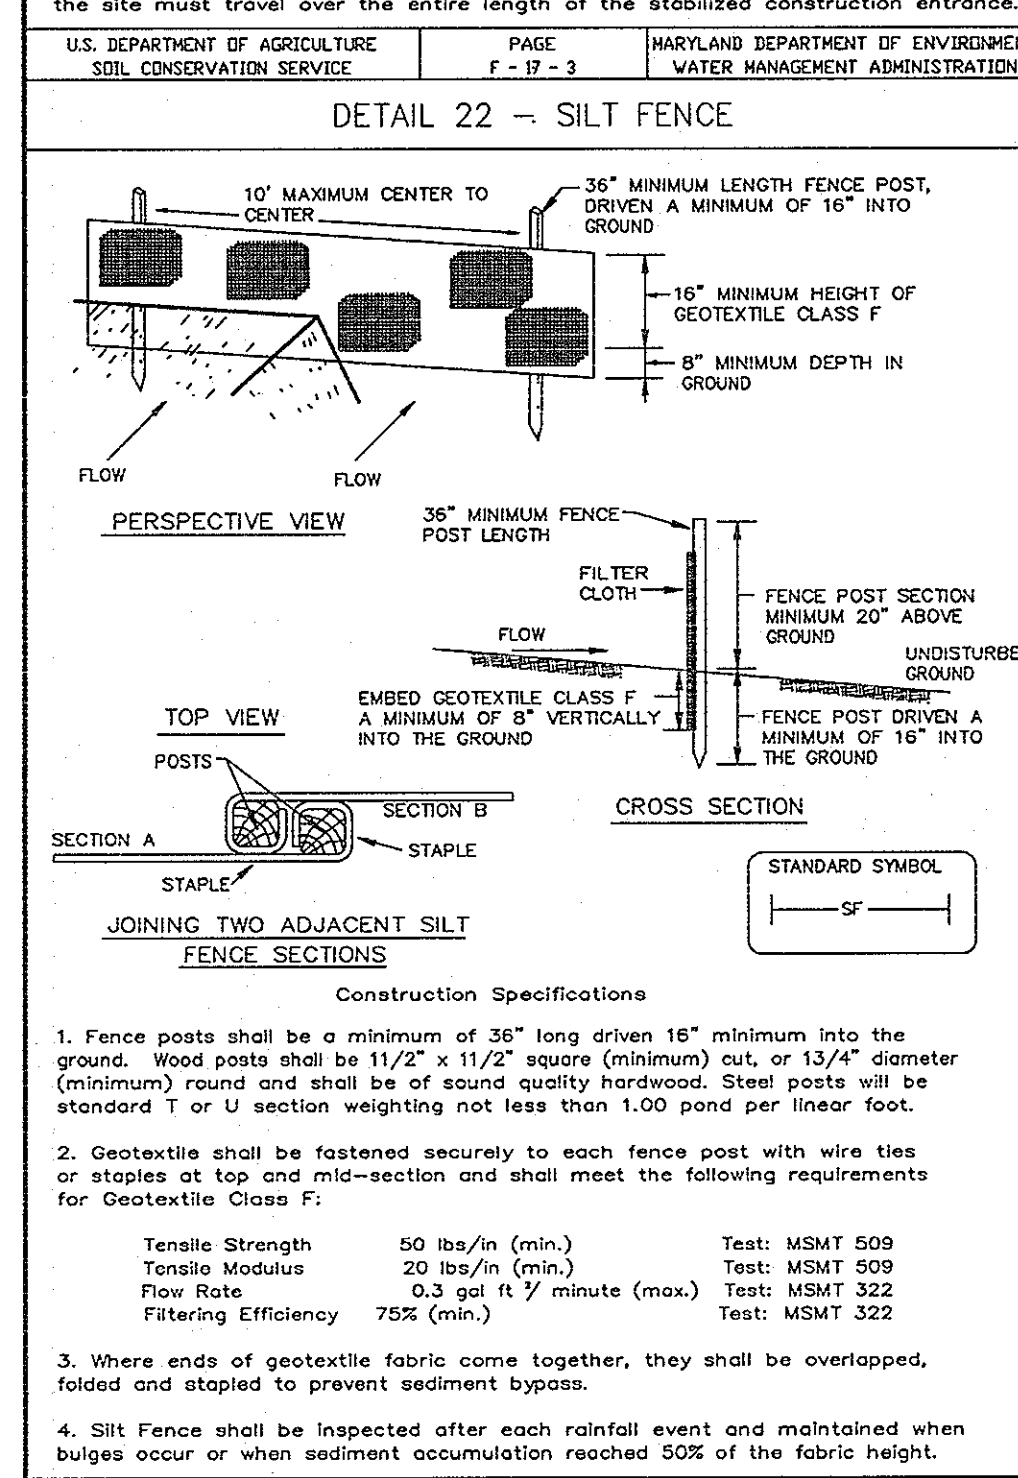 the site must travel over the entire length of the stabilized construction entrance.
U.S. DEPARTMENT OF AGRICULTURE
SOIL CONSERVATION SERVICE
PAGE
F - 17 - 3
MARYLAND DEPARTMENT OF ENVIRONME
WATER MANAGEMENT ADMINISTRATION
DETAIL 22 - SILT FENCE
10' MAXIMUM CENTER TO
CENTER
36" MINIMUM LENGTH FENCE POST,
DRIVEN A MINIMUM OF 16" INTO
GROUND
16" MINIMUM HEIGHT OF
GEOTEXTILE CLASS F
8" MINIMUM DEPTH IN
GROUND
FLOW
FLOW
PERSPECTIVE VIEW
36" MINIMUM FENCE
POST LENGTH
FILTER
CLOTH
FENCE POST SECTION
MINIMUM 20" ABOVE
GROUND
FLOW
UNDISTURBE
GROUND
EMBED GEOTEXTILE CLASS F
A MINIMUM OF 8" VERTICALLY
INTO THE GROUND
FENCE POST DRIVEN A
MINIMUM OF 16" INTO
THE GROUND
CROSS SECTION
TOP VIEW
POSTS
SECTION B
SECTION A
STAPLE
STAPLE
JOINING TWO ADJACENT SILT
FENCE SECTIONS
STANDARD SYMBOL
SF
Construction Specifications
1. Fence posts shall be a minimum of 36" long driven 16" minimum into the
ground. Wood posts shall be 11/2" x 11/2" square (minimum) cut, or 13/4" diameter
(minimum) round and shall be of sound quality hardwood. Steel posts will be
standard T or U section weighting not less than 1.00 pond per linear foot.
2. Geotextile shall be fastened securely to each fence post with wire ties
or staples at top and mid-section and shall meet the following requirements
for Geotextile Class F:
Tensile Strength 50 lbs/in (min.) Test: MSMT 509
Tensile Modulus 20 lbs/in (min.) Test: MSMT 509
Flow Rate 0.3 gal ft ²/ minute (max.) Test: MSMT 322
Filtering Efficiency 75% (min.) Test: MSMT 322
3. Where ends of geotextile fabric come together, they shall be overlapped,
folded and stapled to prevent sediment bypass.
4. Silt Fence shall be inspected after each rainfall event and maintained when
bulges occur or when sediment accumulation reached 50% of the fabric height.